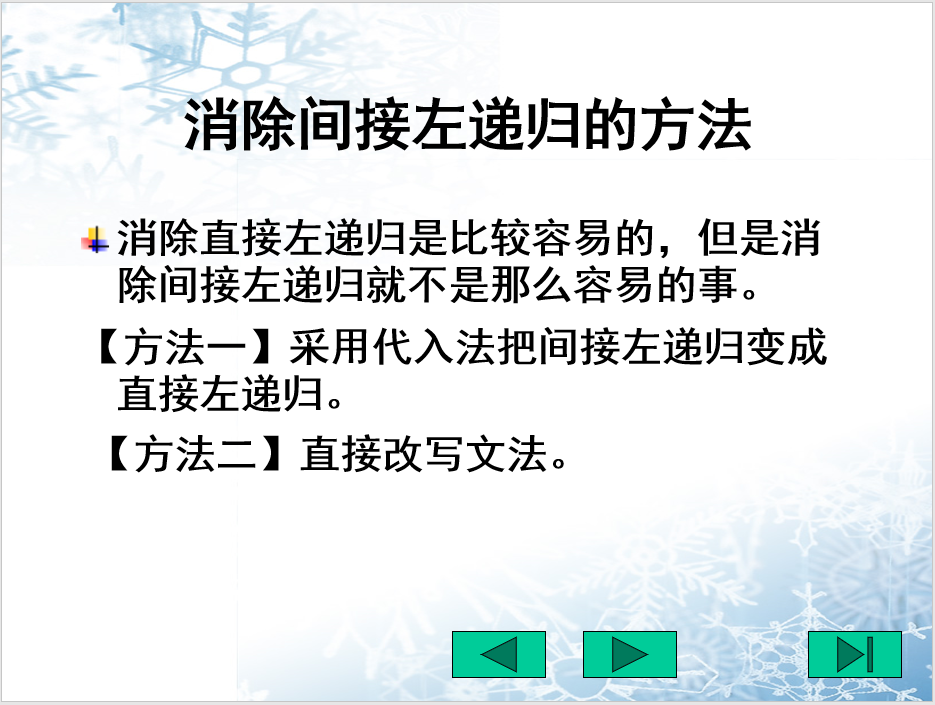 消除间接左递归的方法
消除直接左递归是比较容易的，但是消
除间接左递归就不是那么容易的事。
【方法一】采用代入法把间接左递归变成
直接左递归。
【方法二】直接改写文法。